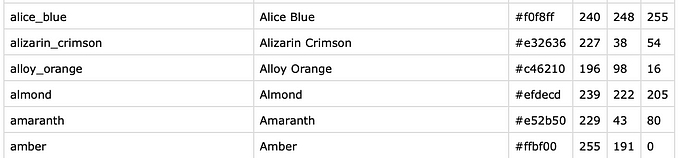 alice_blue Alice Blue #f0f8ff 240 248 255
alizarin_crimson Alizarin Crimson #e32636 227 38 54
alloy_orange Alloy Orange #c46210 196 98 16
almond Almond #efdecd 239 222 205
amaranth Amaranth #e52b50 229 43 80
amber Amber #ffbf00 255 191 0